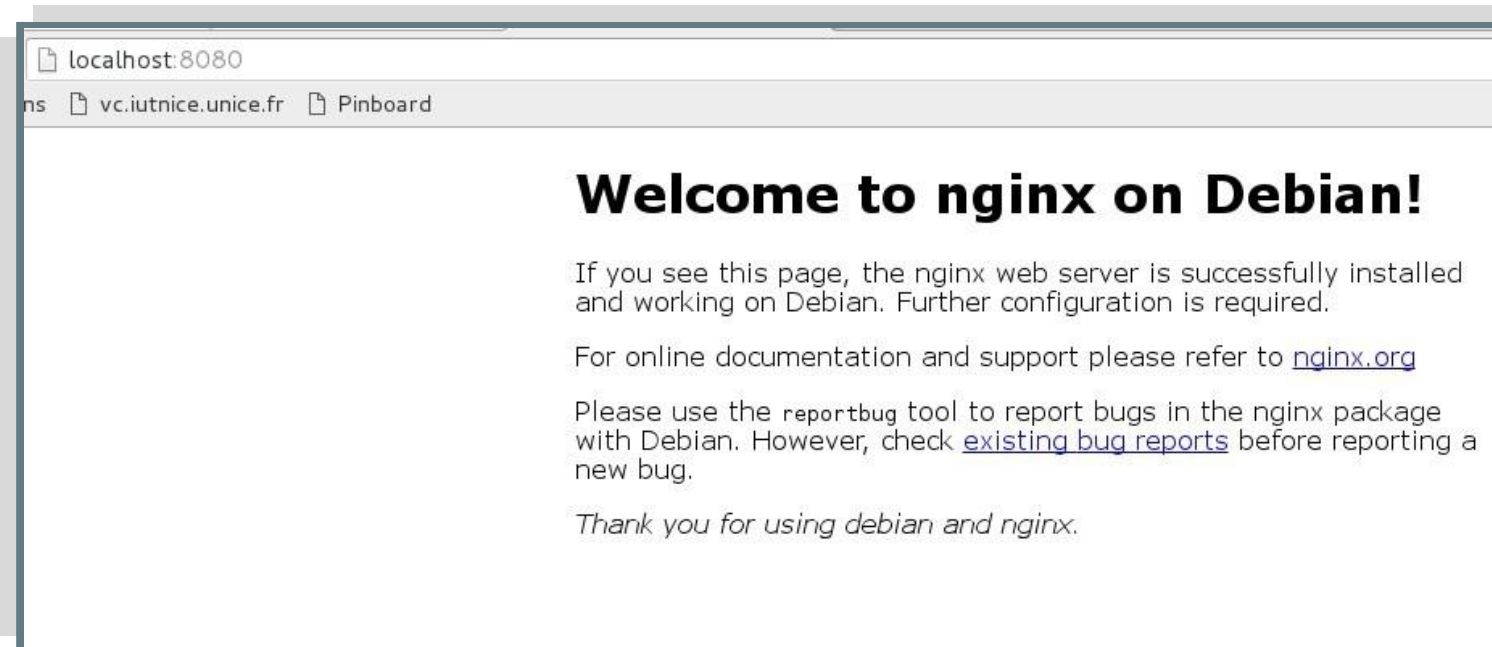 localhost:8080
ns vc.iutnice.unice.fr Pinboard
Welcome to nginx on Debian!
If you see this page, the nginx web server is successfully installed
and working on Debian. Further configuration is required.
For online documentation and support please refer to nginx.org
Please use the reportbug tool to report bugs in the nginx package
with Debian. However, check existing bug reports before reporting a
new bug.
Thank you for using debian and nginx.